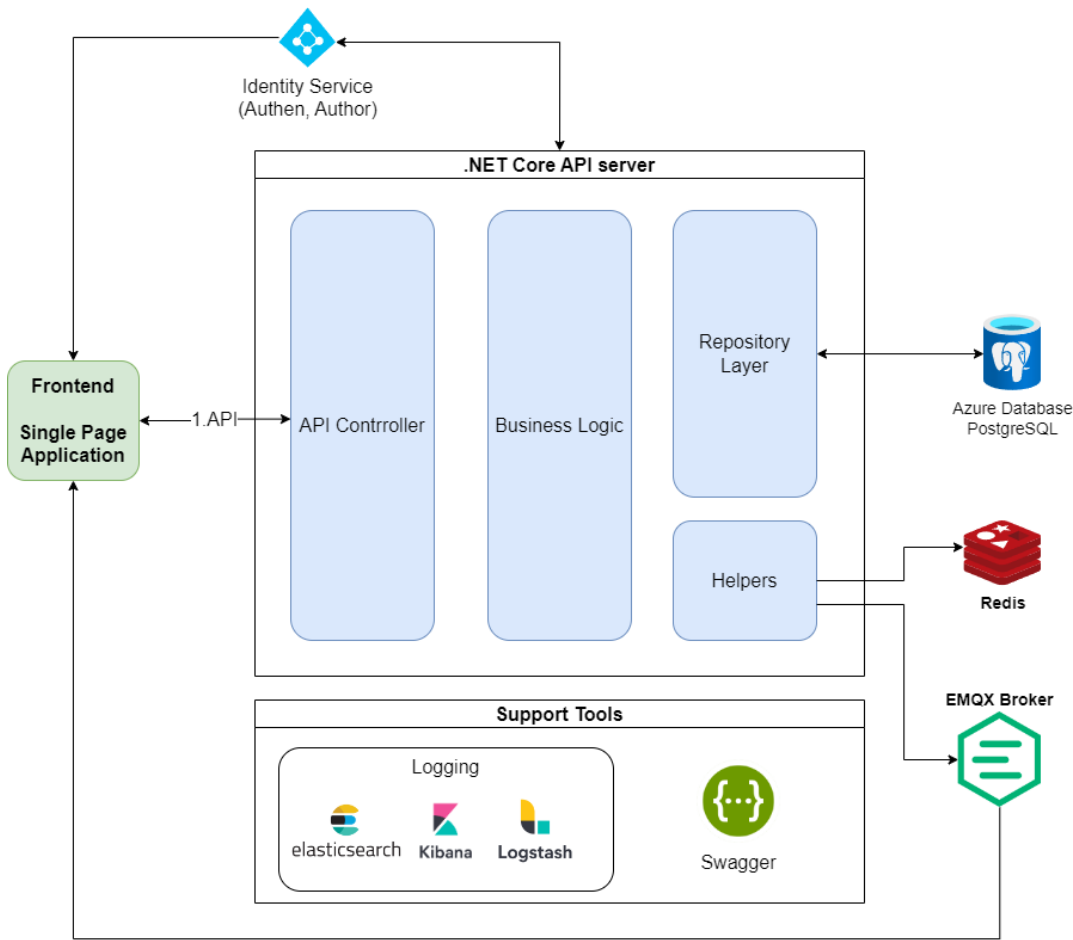 Identity Service
(Authen, Author)
.NET Core API server
Frontend
Single Page
Application
1.API
API Contrroller
Business Logic
Repository
Layer
Helpers
Azure Database
PostgreSQL
Redis
EMQX Broker
Support Tools
Logging
elasticsearch
Kibana
Logstash
{...}
Swagger